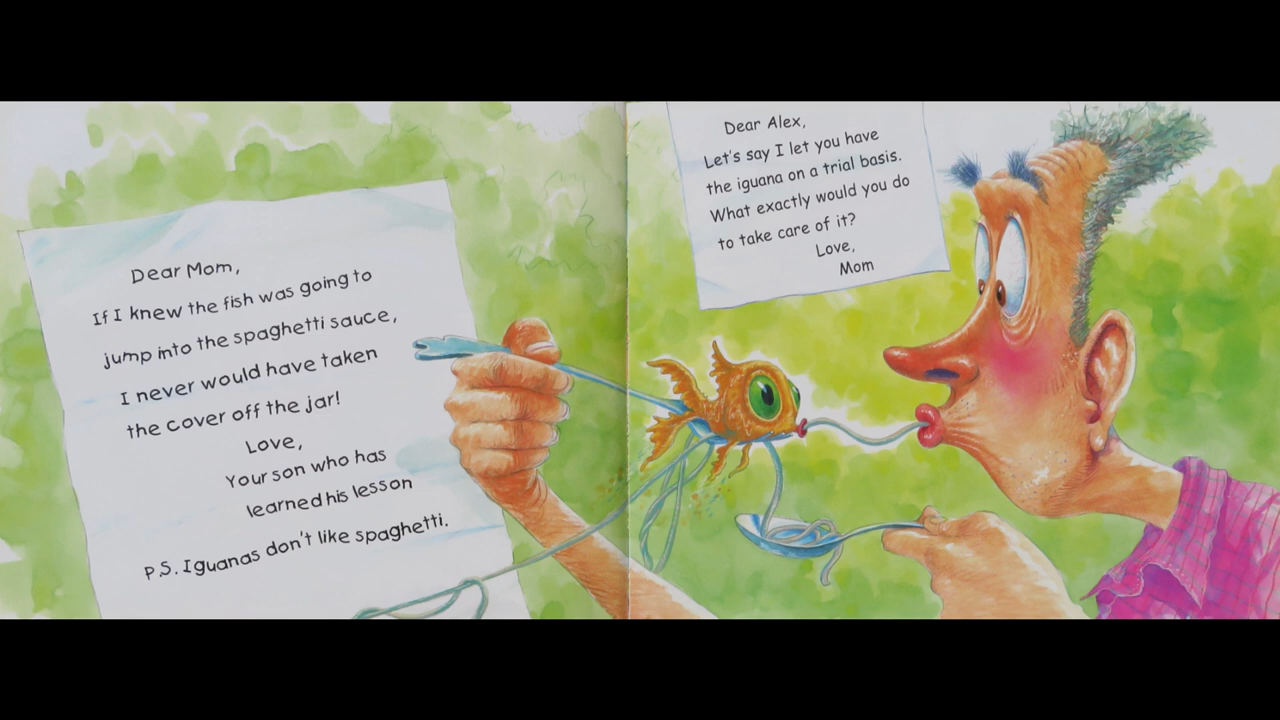 Dear Mom,
If I knew the fish was going to
jump into the spaghetti sauce,
I never would have taken
the cover off the jar!
Love,
Your son who has
learned his lesson
P.S. Iguanas don't like spaghetti.
Dear Alex,
Let's say I let you have
the iguana on a trial basis.
What exactly would you do
to take care of it?
Love,
Mom